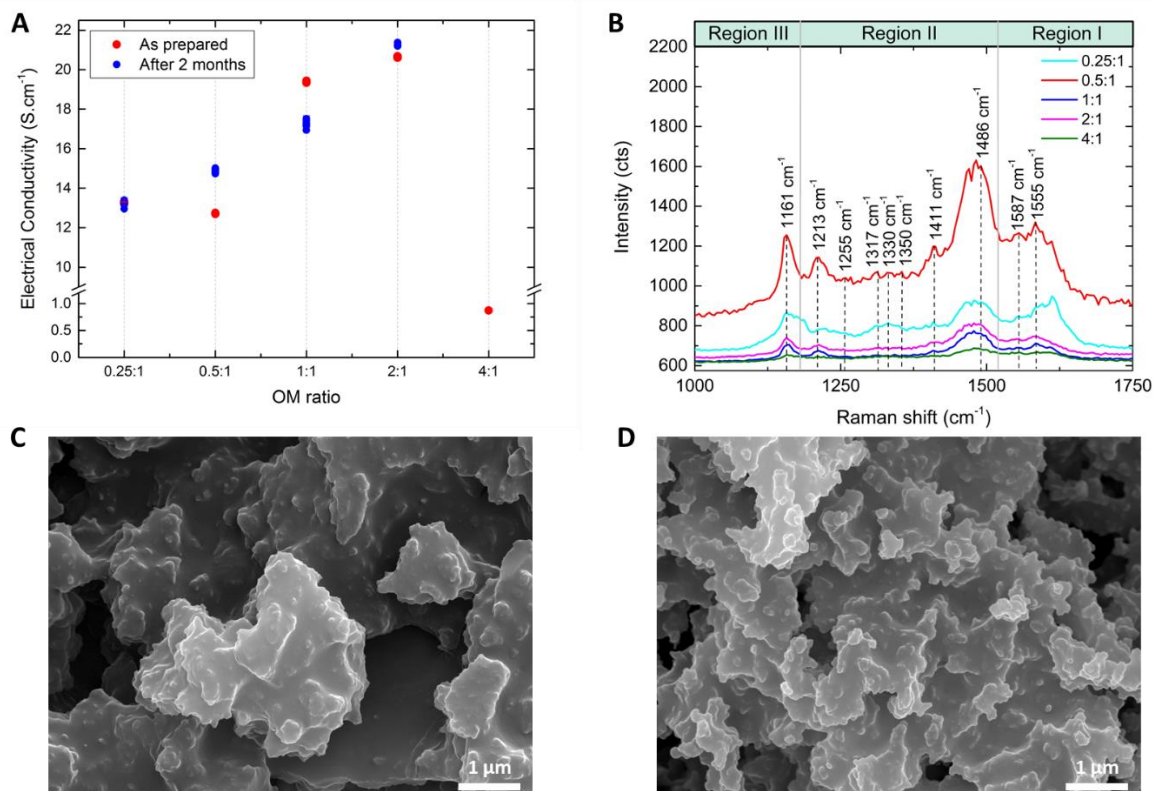 A
Electrical Conductivity (S.cm⁻¹)
22
20
18
16
14
12
10
8
1.0
0.5
0.0
As prepared
After 2 months
0.25:1
0.5:1
1:1
2:1
4:1
OM ratio
B
Region III
Region II
Region I
Intensity (cts)
2200
2000
1800
1600
1400
1200
1000
800
600
0.25:1
0.5:1
1:1
2:1
4:1
1161 cm⁻¹
1213 cm⁻¹
1255 cm⁻¹
1317 cm⁻¹
1330 cm⁻¹
1350 cm⁻¹
1411 cm⁻¹
1486 cm⁻¹
1587 cm⁻¹
1555 cm⁻¹
1000
1250
1500
1750
Raman shift (cm⁻¹)
C
1 µm
D
1 µm